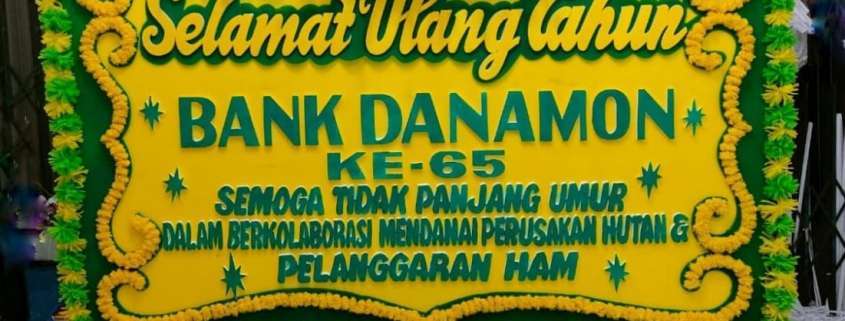 Selamat Ulang Tahun
BANK DANAMON
KE-65
SEMOGA TIDAK PANJANG UMUR
DALAM BERKOLABORASI MENDANAI PERUSAKAN HUTAN &
PELANGGARAN HAM